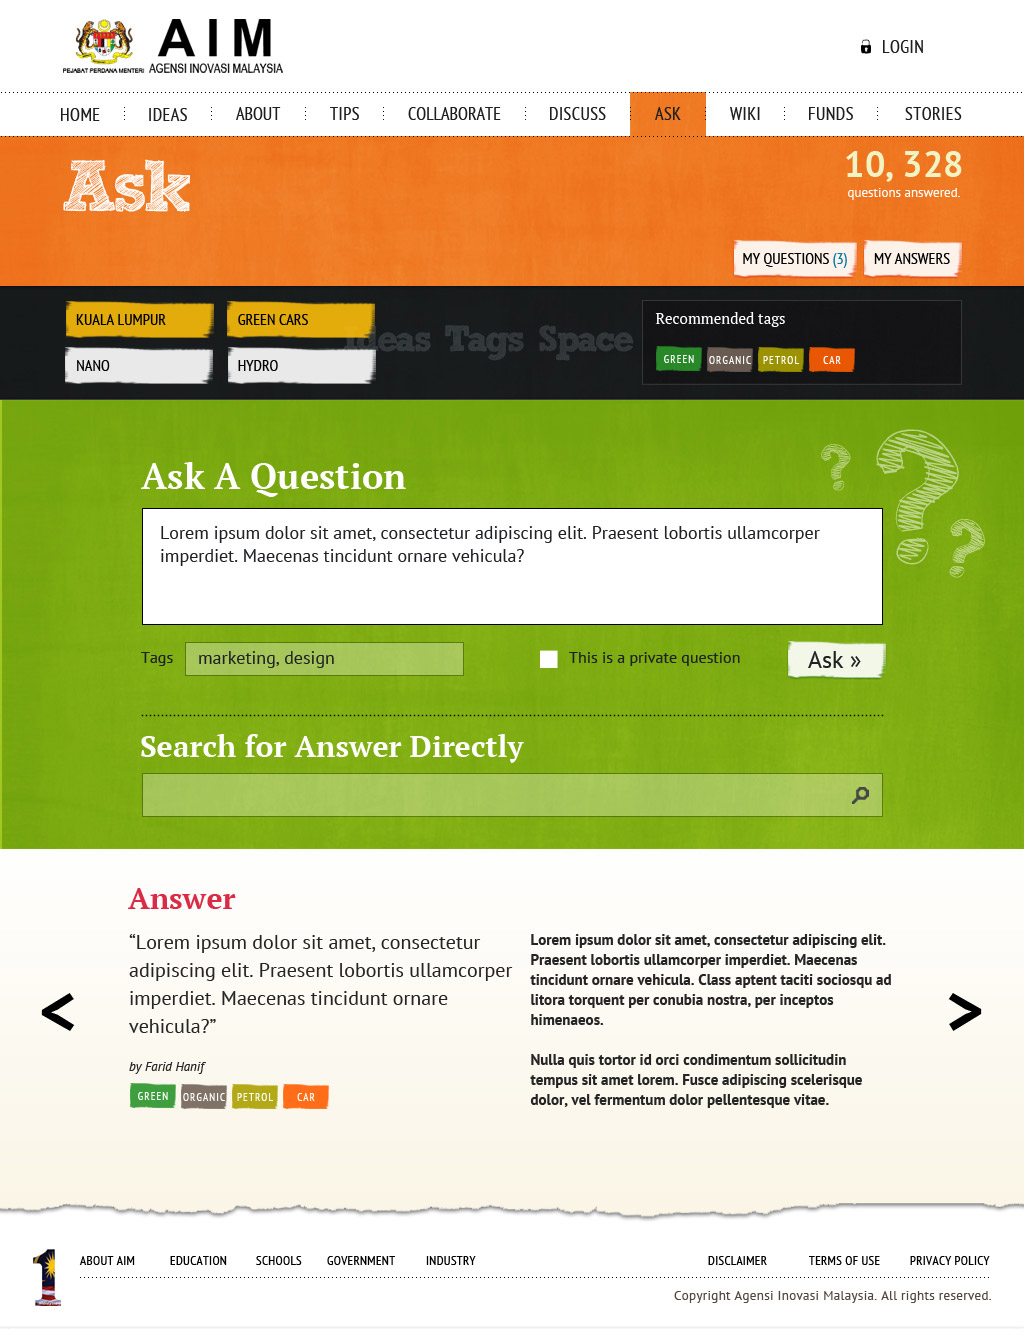 AIM
PEJABAT PERDANA MENTERI AGENSI INOVASI MALAYSIA
LOGIN
HOME IDEAS ABOUT TIPS COLLABORATE DISCUSS ASK WIKI FUNDS STORIES
Ask
10, 328
questions answered.
MY QUESTIONS (3) MY ANSWERS
KUALA LUMPUR GREEN CARS
NANO HYDRO
Ideas Tags Space
Recommended tags
GREEN ORGANIC PETROL CAR
Ask A Question
???
Lorem ipsum dolor sit amet, consectetur adipiscing elit. Praesent lobortis ullamcorper
imperdiet. Maecenas tincidunt ornare vehicula?
Tags marketing, design This is a private question Ask »
Search for Answer Directly
Answer
“Lorem ipsum dolor sit amet, consectetur
adipiscing elit. Praesent lobortis ullamcorper
imperdiet. Maecenas tincidunt ornare
vehicula?”
by Farid Hanif
GREEN ORGANIC PETROL CAR
Lorem ipsum dolor sit amet, consectetur adipiscing elit.
Praesent lobortis ullamcorper imperdiet. Maecenas
tincidunt ornare vehicula. Class aptent taciti sociosqu ad
litora torquent per conubia nostra, per inceptos
himenaeos.
Nulla quis tortor id orci condimentum sollicitudin
tempus sit amet lorem. Fusce adipiscing scelerisque
dolor, vel fermentum dolor pellentesque vitae.
< >
1
ABOUT AIM EDUCATION SCHOOLS GOVERNMENT INDUSTRY DISCLAIMER TERMS OF USE PRIVACY POLICY
Copyright Agensi Inovasi Malaysia. All rights reserved.